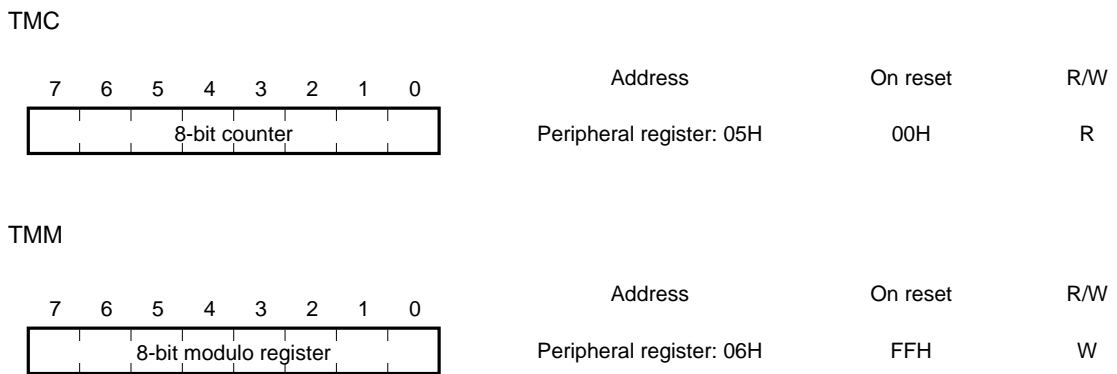 TMC
Address On reset R/W
7 6 5 4 3 2 1 0
8-bit counter Peripheral register: 05H 00H R
TMM
Address On reset R/W
7 6 5 4 3 2 1 0
8-bit modulo register Peripheral register: 06H FFH W